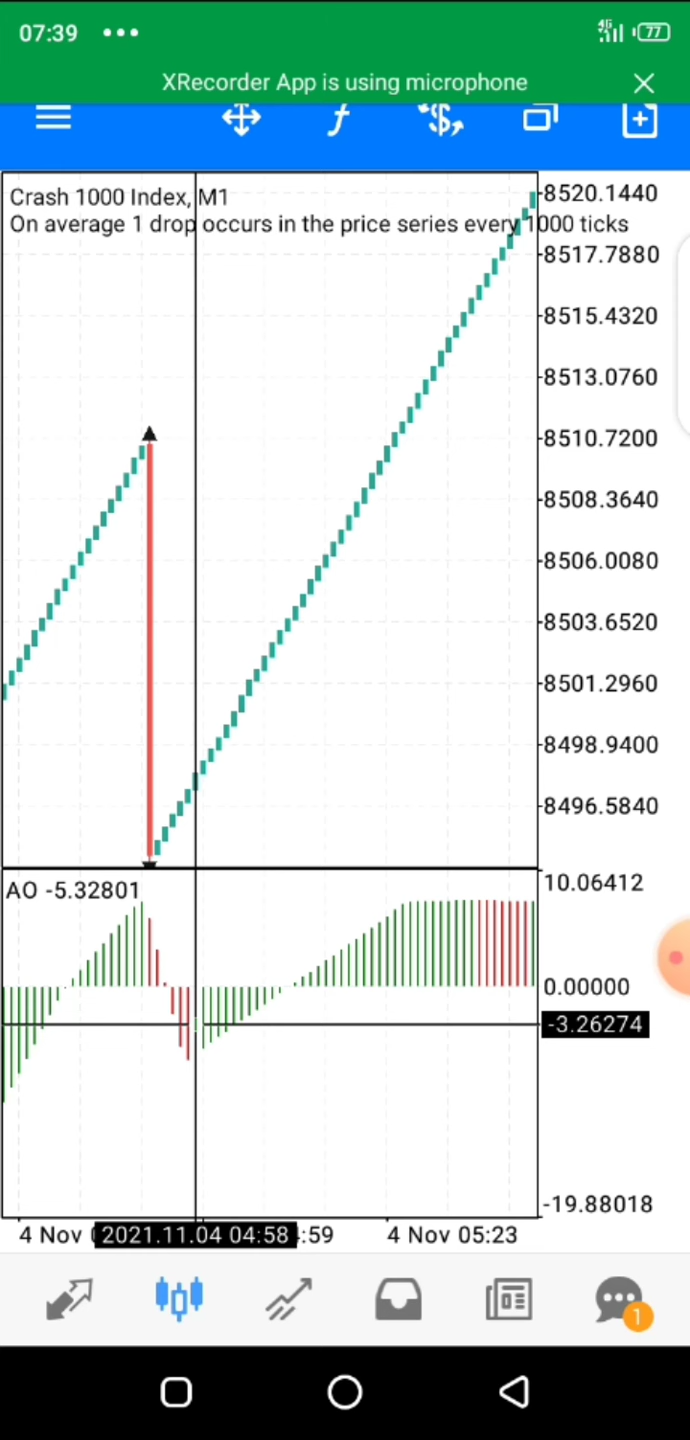 07:39
4G 77
XRecorder App is using microphone
Crash 1000 Index, M1
On average 1 drop occurs in the price series every 1000 ticks
8520.1440
8517.7880
8515.4320
8513.0760
8510.7200
8508.3640
8506.0080
8503.6520
8501.2960
8498.9400
8496.5840
AO -5.32801
10.06412
0.00000
-3.26274
-19.88018
4 Nov 2021.11.04 04:58 :59 4 Nov 05:23
1